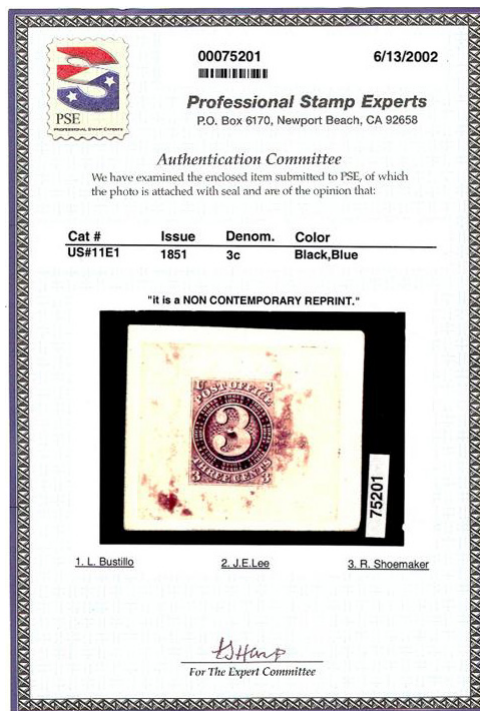 00075201 6/13/2002
PSE
PROFESSIONAL STAMP EXPERTS
Professional Stamp Experts
P.O. Box 6170, Newport Beach, CA 92658
Authentication Committee
We have examined the enclosed item submitted to PSE, of which
the photo is attached with seal and are of the opinion that:
Cat # Issue Denom. Color
US#11E1 1851 3c Black,Blue
"it is a NON CONTEMPORARY REPRINT."
U S
POST OFFICE
3
THREE CENTS
3 3
75201
1. L. Bustillo 2. J.E.Lee 3. R. Shoemaker
For The Expert Committee